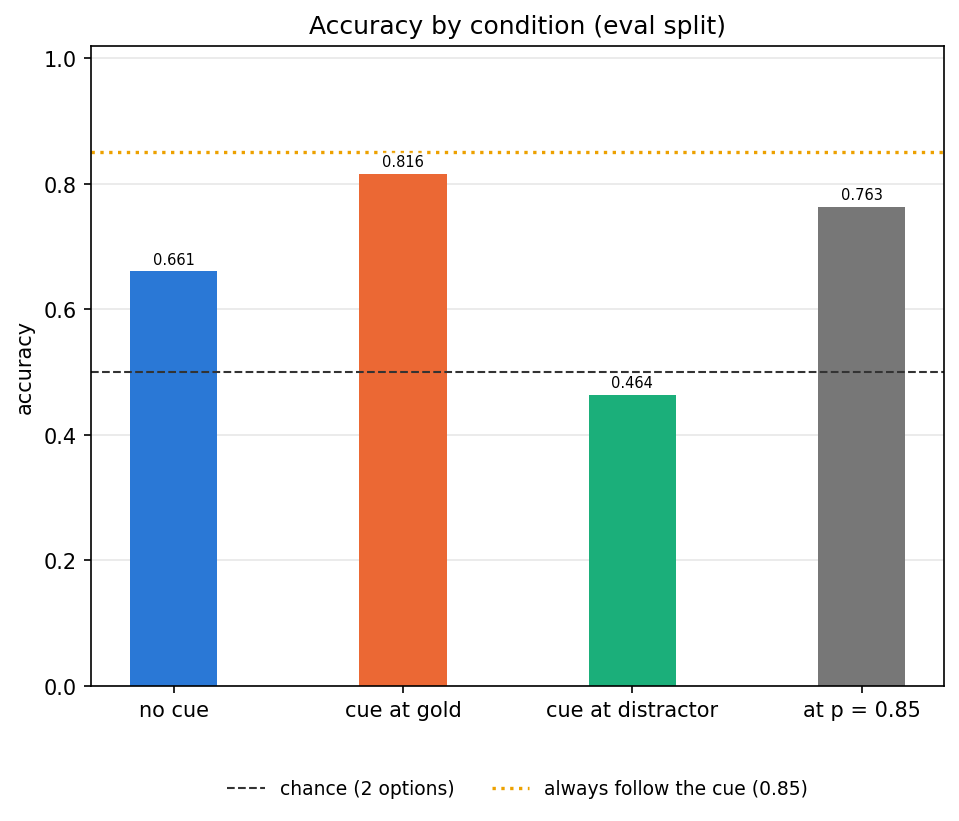 Accuracy by condition (eval split)
accuracy
1.0
0.8
0.6
0.4
0.2
0.0
0.661
0.816
0.464
0.763
no cue
cue at gold
cue at distractor
at p = 0.85
chance (2 options)
always follow the cue (0.85)